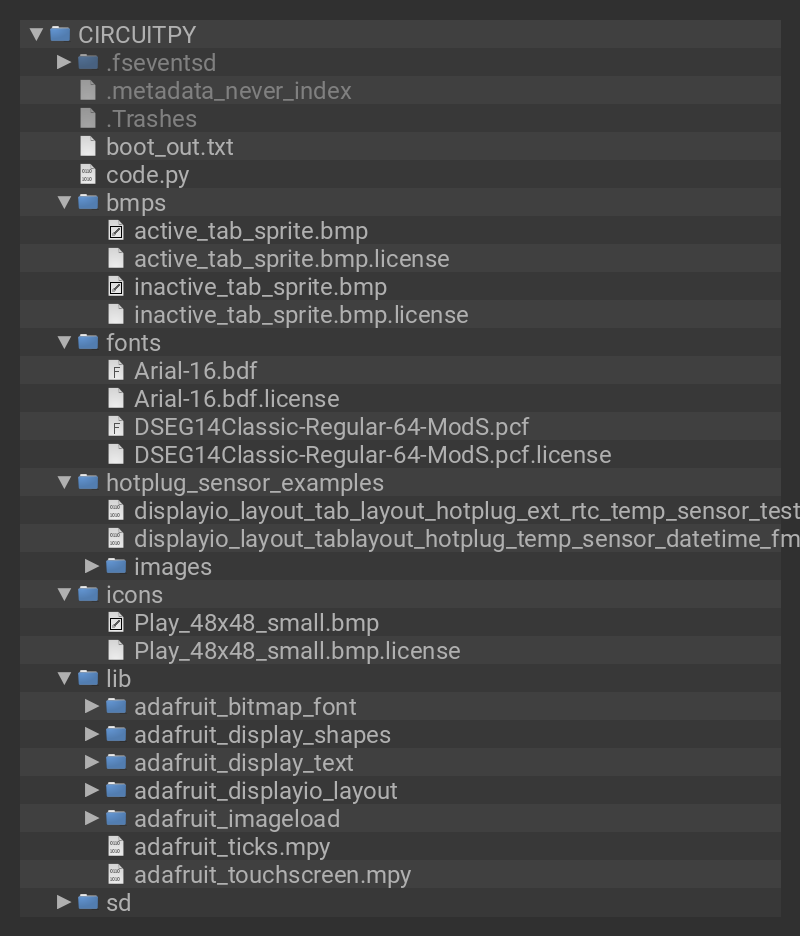 CIRCUITPY
.fseventsd
.metadata_never_index
.Trashes
boot_out.txt
code.py
bmps
active_tab_sprite.bmp
active_tab_sprite.bmp.license
inactive_tab_sprite.bmp
inactive_tab_sprite.bmp.license
fonts
Arial-16.bdf
Arial-16.bdf.license
DSEG14Classic-Regular-64-ModS.pcf
DSEG14Classic-Regular-64-ModS.pcf.license
hotplug_sensor_examples
displayio_layout_tab_layout_hotplug_ext_rtc_temp_sensor_test
displayio_layout_tablayout_hotplug_temp_sensor_datetime_fm
images
icons
Play_48x48_small.bmp
Play_48x48_small.bmp.license
lib
adafruit_bitmap_font
adafruit_display_shapes
adafruit_display_text
adafruit_displayio_layout
adafruit_imageload
adafruit_ticks.mpy
adafruit_touchscreen.mpy
sd